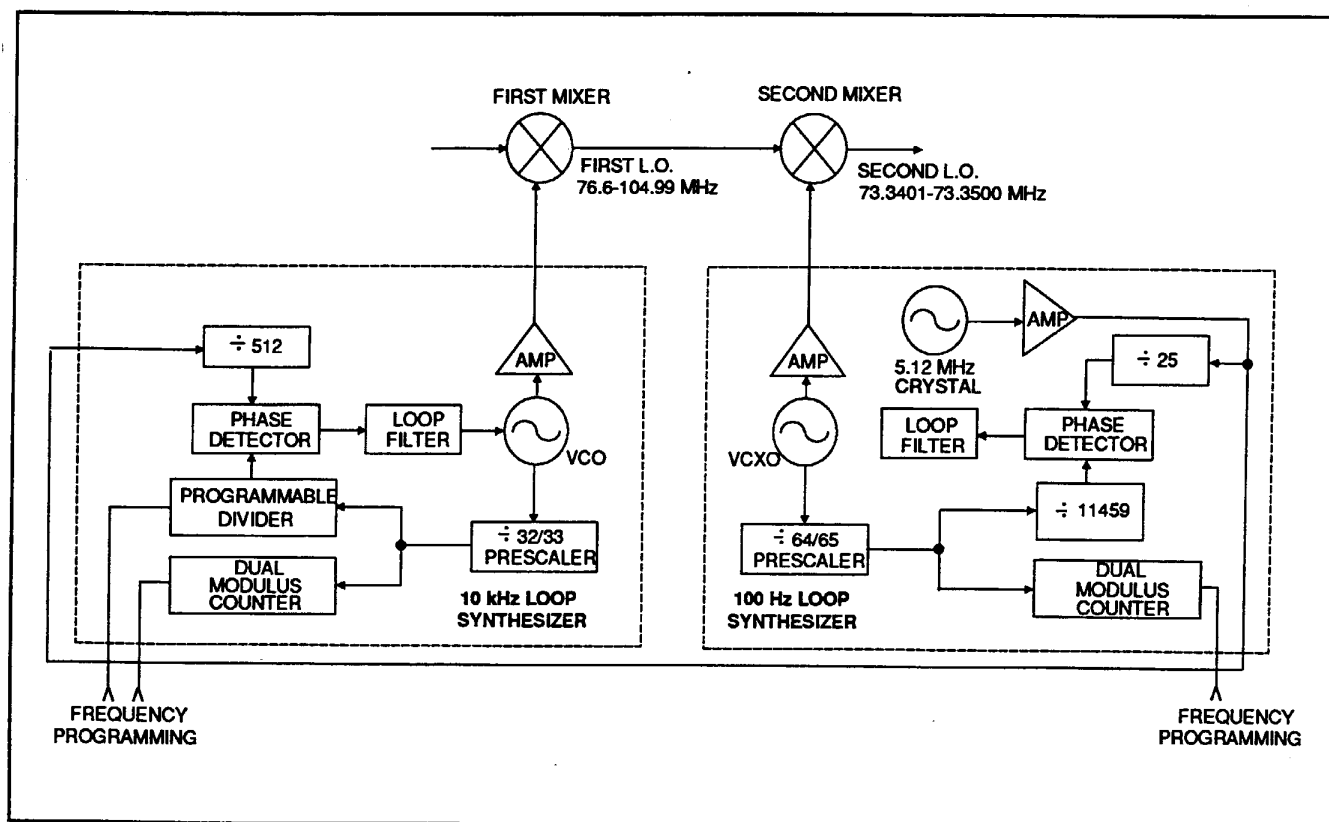 FIRST MIXER
SECOND MIXER
FIRST L.O.
76.6-104.99 MHz
SECOND L.O.
73.3401-73.3500 MHz
÷ 512
AMP
PHASE
DETECTOR
LOOP
FILTER
VCO
PROGRAMMABLE
DIVIDER
÷ 32/33
PRESCALER
DUAL
MODULUS
COUNTER
10 kHz LOOP
SYNTHESIZER
FREQUENCY
PROGRAMMING
AMP
5.12 MHz
CRYSTAL
AMP
÷ 25
LOOP
FILTER
PHASE
DETECTOR
VCXO
÷ 11459
÷ 64/65
PRESCALER
DUAL
MODULUS
COUNTER
100 Hz LOOP
SYNTHESIZER
FREQUENCY
PROGRAMMING